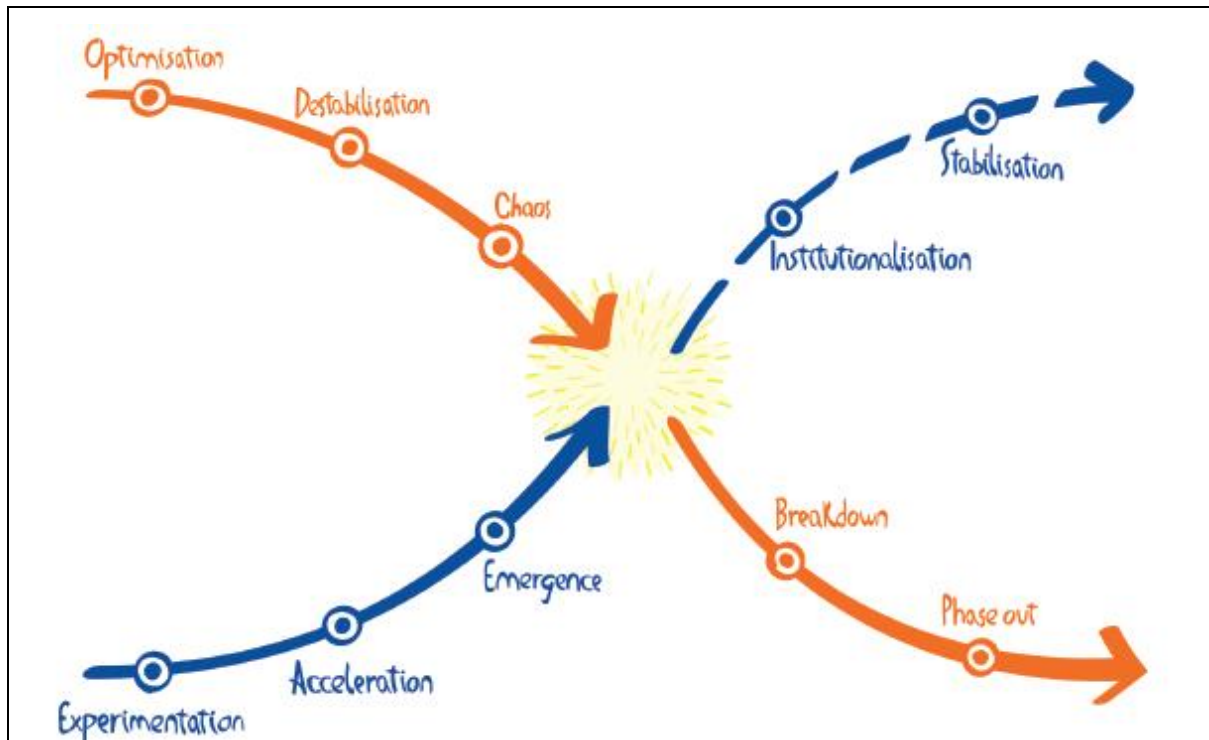 Optimisation
Destabilisation
Chaos
Stabilisation
Institutionalisation
Emergence
Acceleration
Experimentation
Breakdown
Phase out